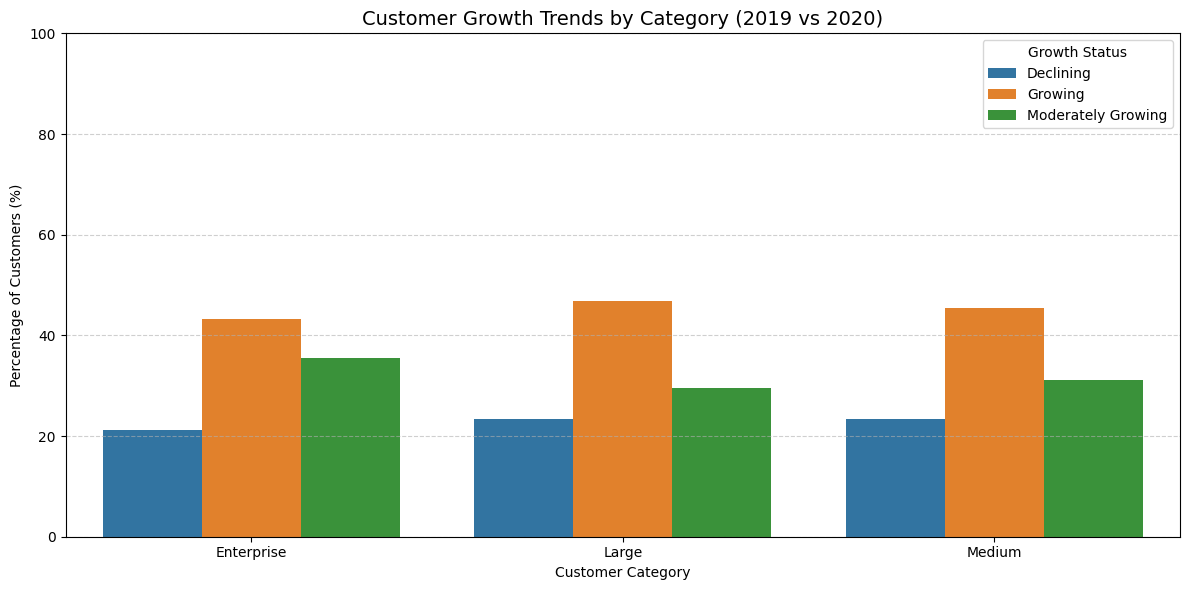 Customer Growth Trends by Category (2019 vs 2020)
Growth Status
Declining
Growing
Moderately Growing
Percentage of Customers (%)
100
80
60
40
20
0
Enterprise
Large
Medium
Customer Category